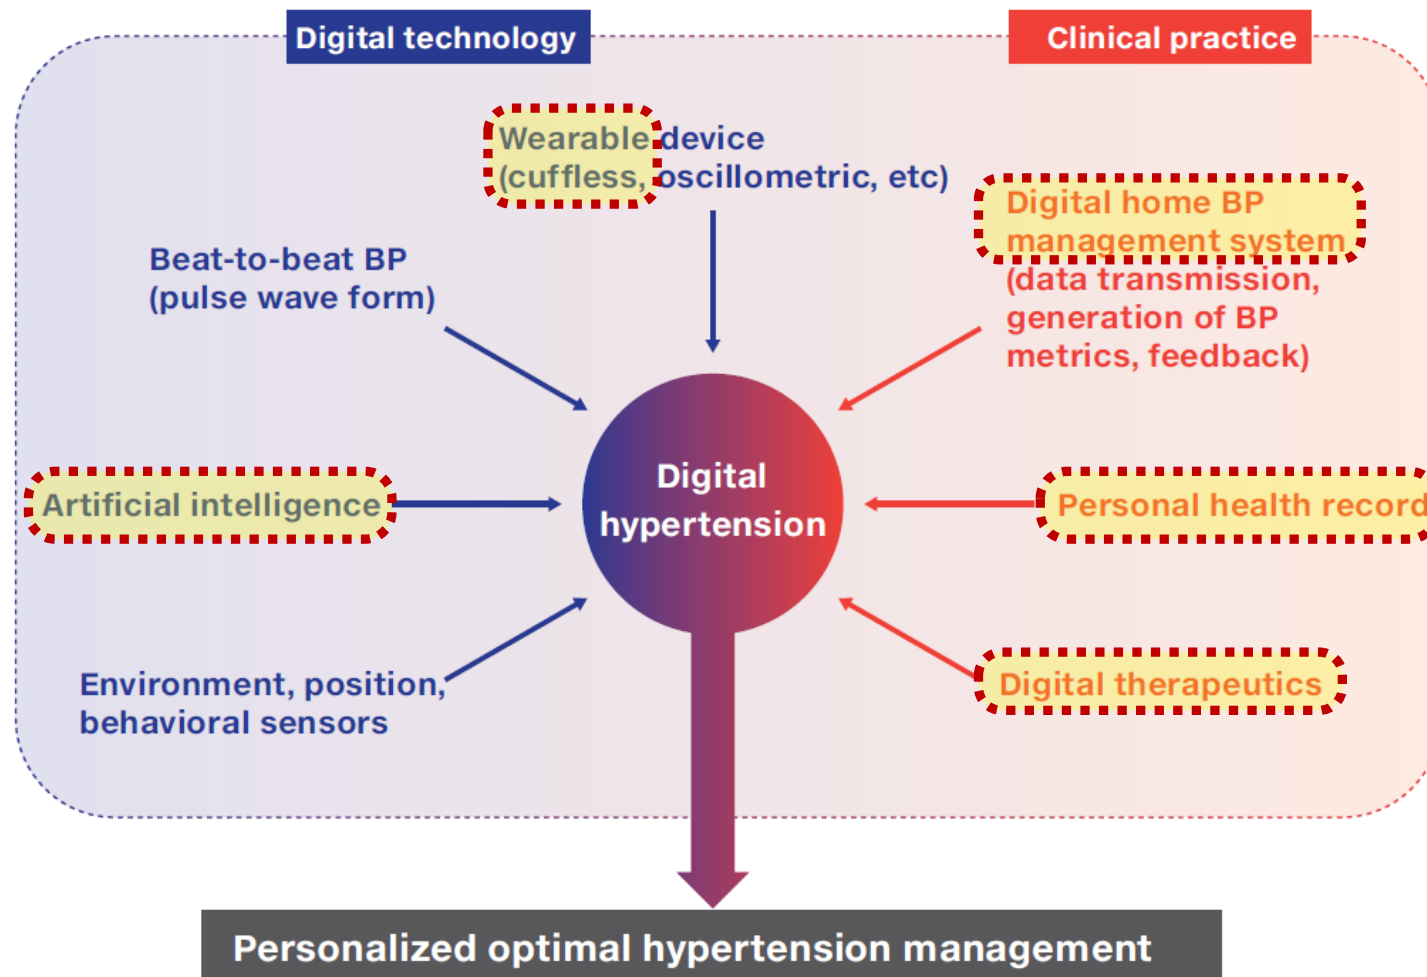 Digital technology
Clinical practice
Wearable device
(cuffless, oscillometric, etc)
Digital home BP
management system
(data transmission,
generation of BP
metrics, feedback)
Beat-to-beat BP
(pulse wave form)
Artificial intelligence
Digital
hypertension
Personal health record
Environment, position,
behavioral sensors
Digital therapeutics
Personalized optimal hypertension management